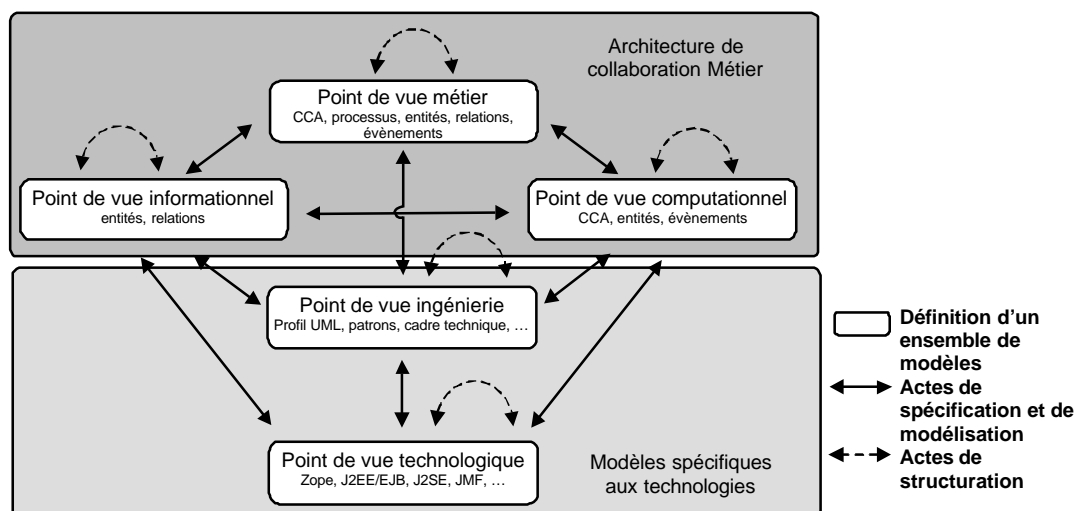 Architecture de
collaboration Métier
Point de vue métier
CCA, processus, entités, relations,
évènements
Point de vue informationnel
entités, relations
Point de vue computationnel
CCA, entités, évènements
Point de vue ingénierie
Profil UML, patrons, cadre technique, …
Point de vue technologique
Zope, J2EE/EJB, J2SE, JMF, …
Modèles spécifiques
aux technologies
Définition d’un
ensemble de
modèles
Actes de
spécification et de
modélisation
Actes de
structuration